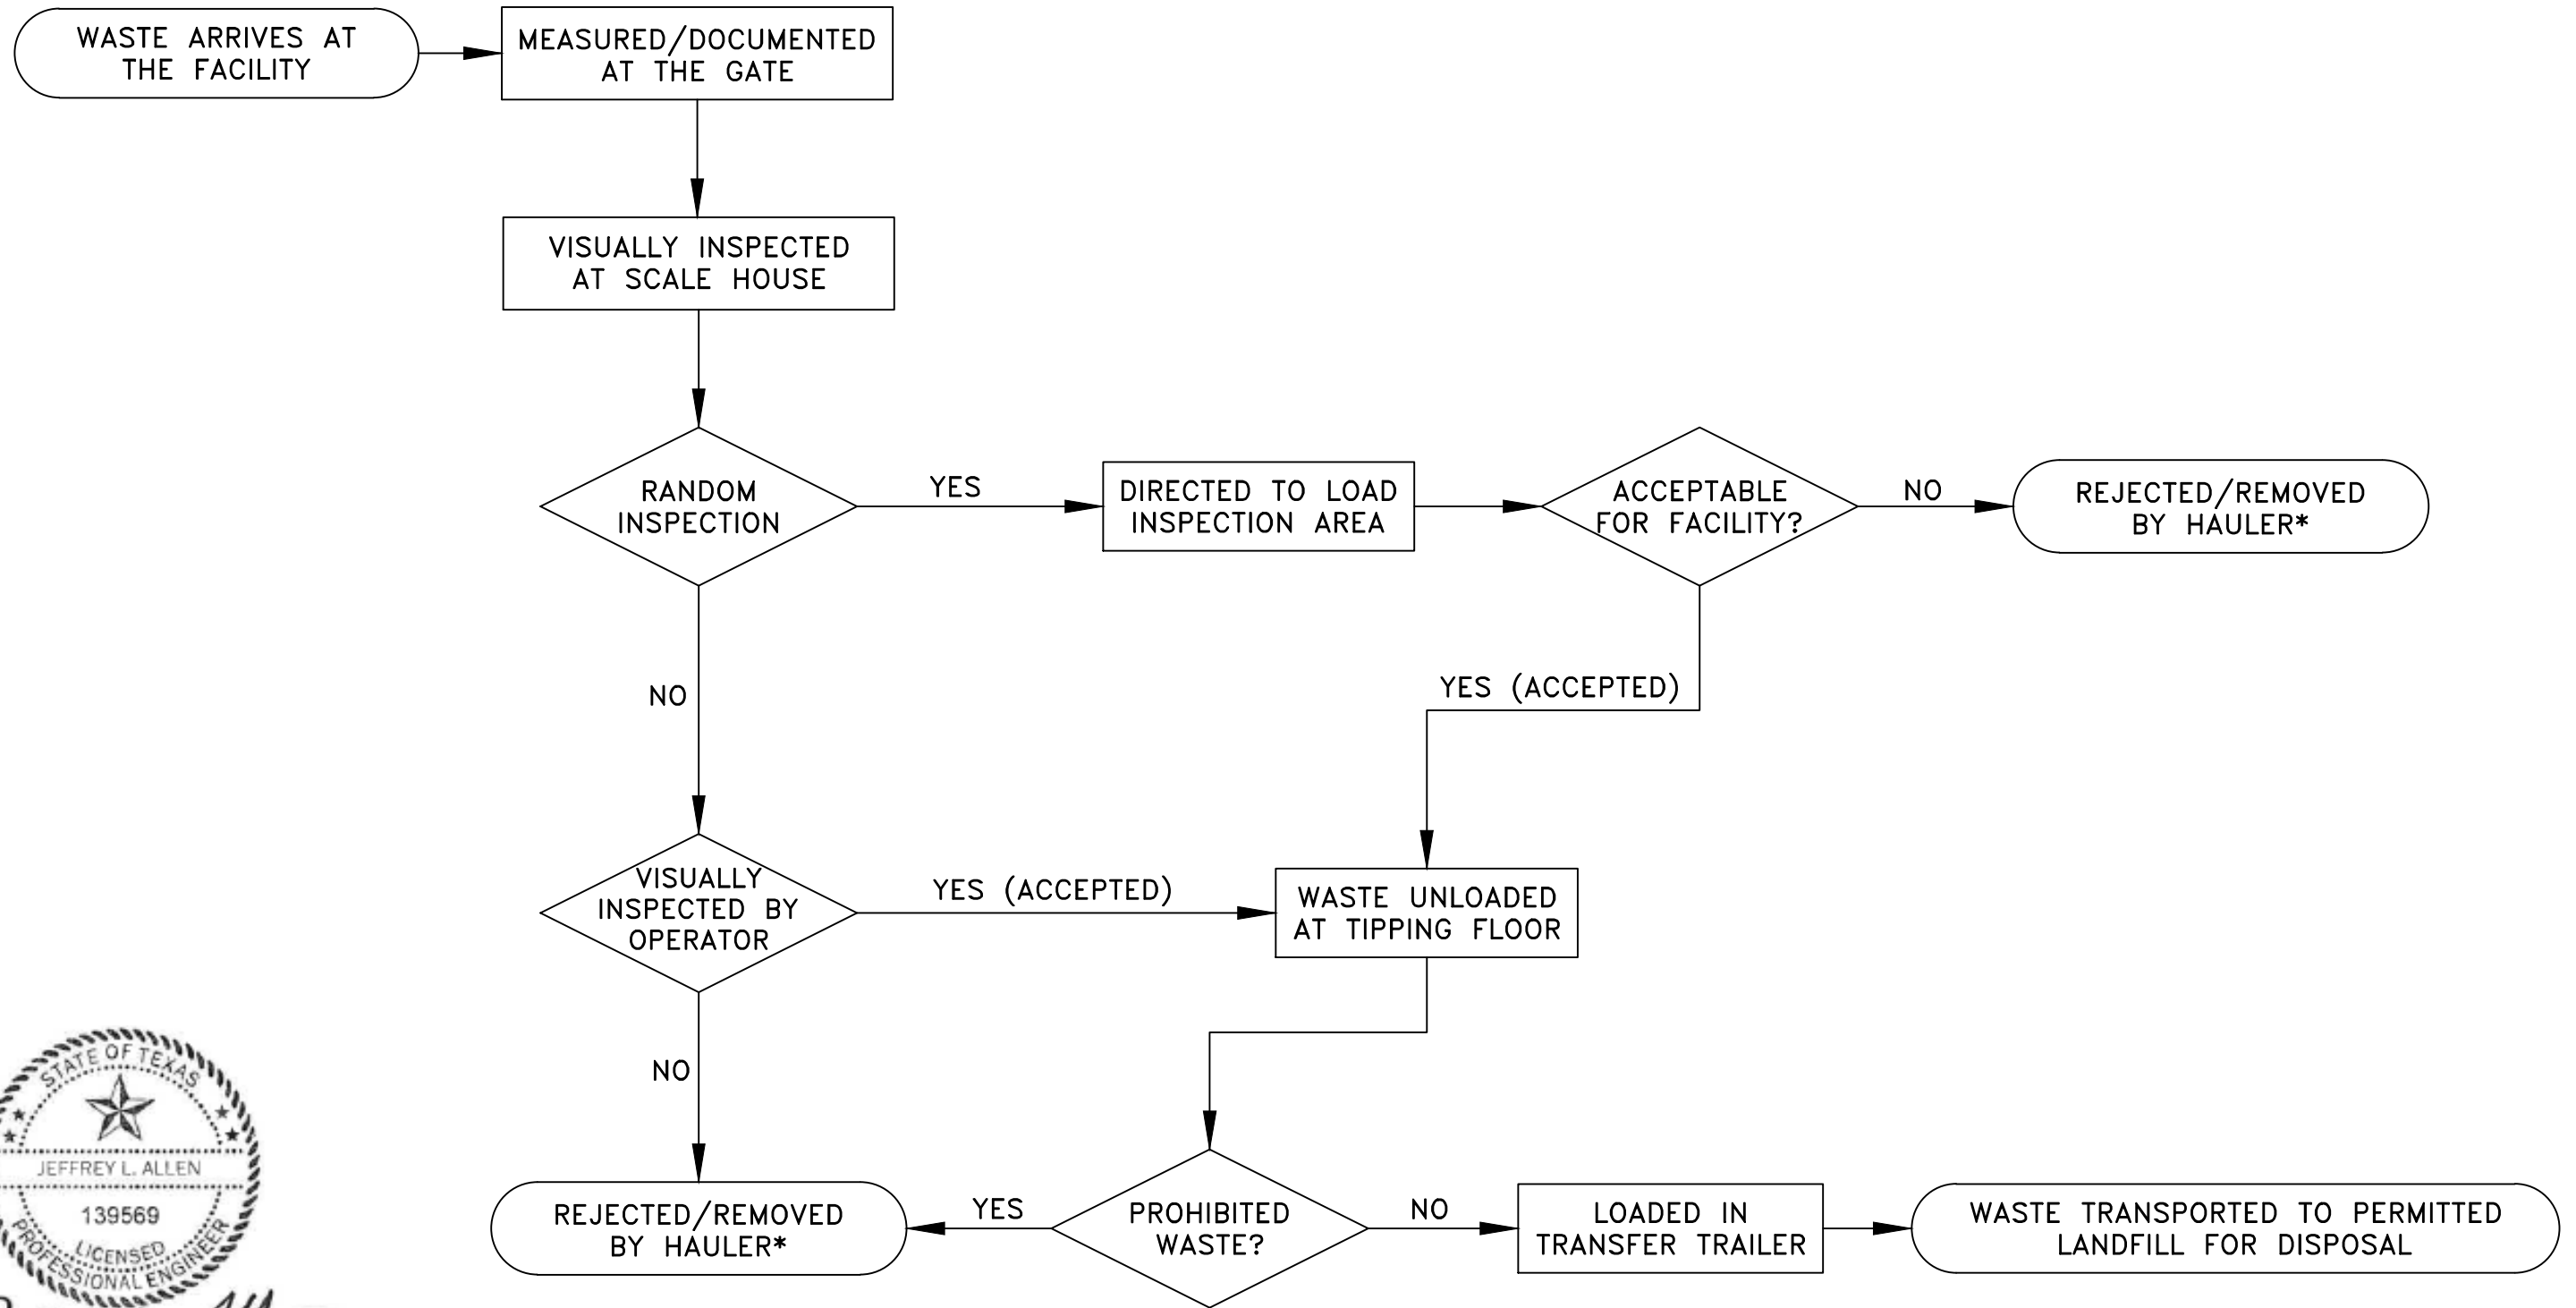 WASTE ARRIVES AT
THE FACILITY
MEASURED/DOCUMENTED
AT THE GATE
VISUALLY INSPECTED
AT SCALE HOUSE
RANDOM
INSPECTION
YES
DIRECTED TO LOAD
INSPECTION AREA
ACCEPTABLE
FOR FACILITY?
NO
REJECTED/REMOVED
BY HAULER*
NO
YES (ACCEPTED)
VISUALLY
INSPECTED BY
OPERATOR
YES (ACCEPTED)
WASTE UNLOADED
AT TIPPING FLOOR
NO
REJECTED/REMOVED
BY HAULER*
YES
PROHIBITED
WASTE?
NO
LOADED IN
TRANSFER TRAILER
WASTE TRANSPORTED TO PERMITTED
LANDFILL FOR DISPOSAL
STATE OF TEXAS
JEFFREY L. ALLEN
139569
LICENSED
PROFESSIONAL ENGINEER